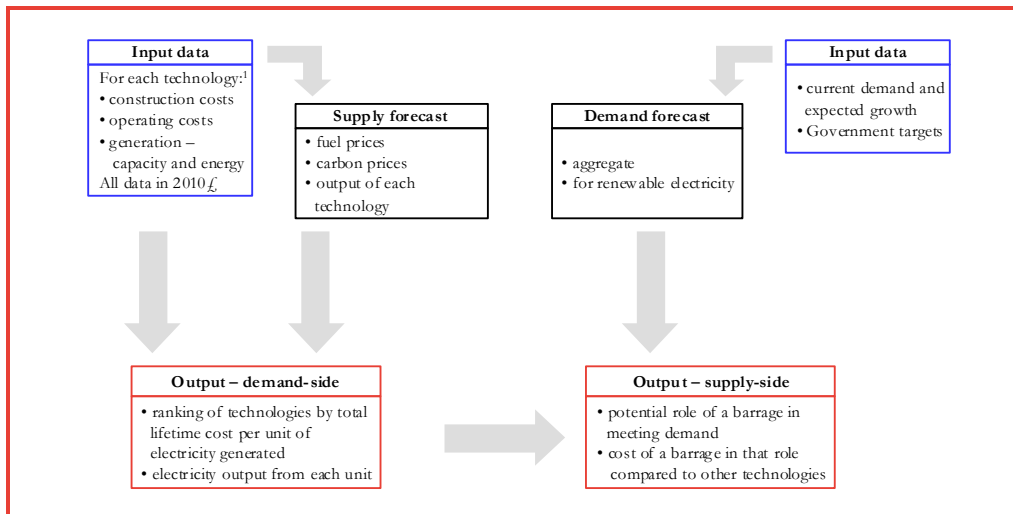 Input data
For each technology:¹
• construction costs
• operating costs
• generation –
capacity and energy
All data in 2010£
Supply forecast
• fuel prices
• carbon prices
• output of each
technology
Demand forecast
• aggregate
• for renewable electricity
Input data
• current demand and
expected growth
• Government targets
Output – demand-side
• ranking of technologies by total
lifetime cost per unit of
electricity generated
• electricity output from each unit
Output – supply-side
• potential role of a barrage in
meeting demand
• cost of a barrage in that role
compared to other technologies